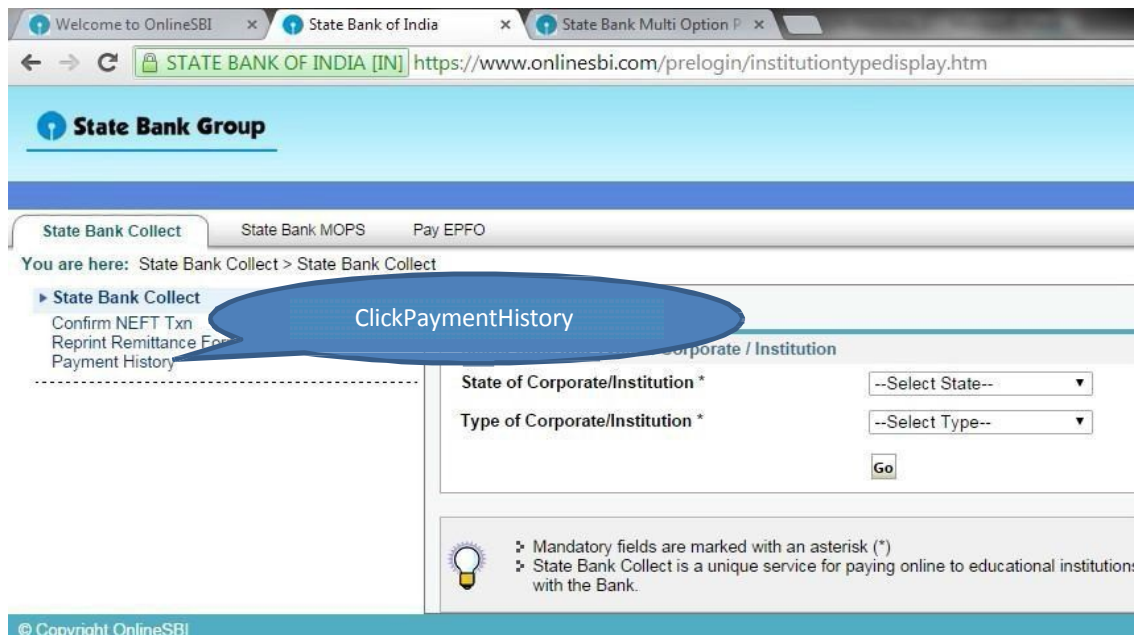 Welcome to OnlineSBI
State Bank of India
State Bank Multi Option P
STATE BANK OF INDIA [IN] https://www.onlinesbi.com/prelogin/institutiontypedisplay.htm
State Bank Group
State Bank Collect State Bank MOPS Pay EPFO
You are here: State Bank Collect > State Bank Collect
State Bank Collect
Confirm NEFT Txn
Reprint Remittance For
Payment History
ClickPaymentHistory
Corporate / Institution
State of Corporate/Institution * --Select State--
Type of Corporate/Institution * --Select Type--
Go
Mandatory fields are marked with an asterisk (*)
State Bank Collect is a unique service for paying online to educational institutions
with the Bank.
© Copyright OnlineSBI